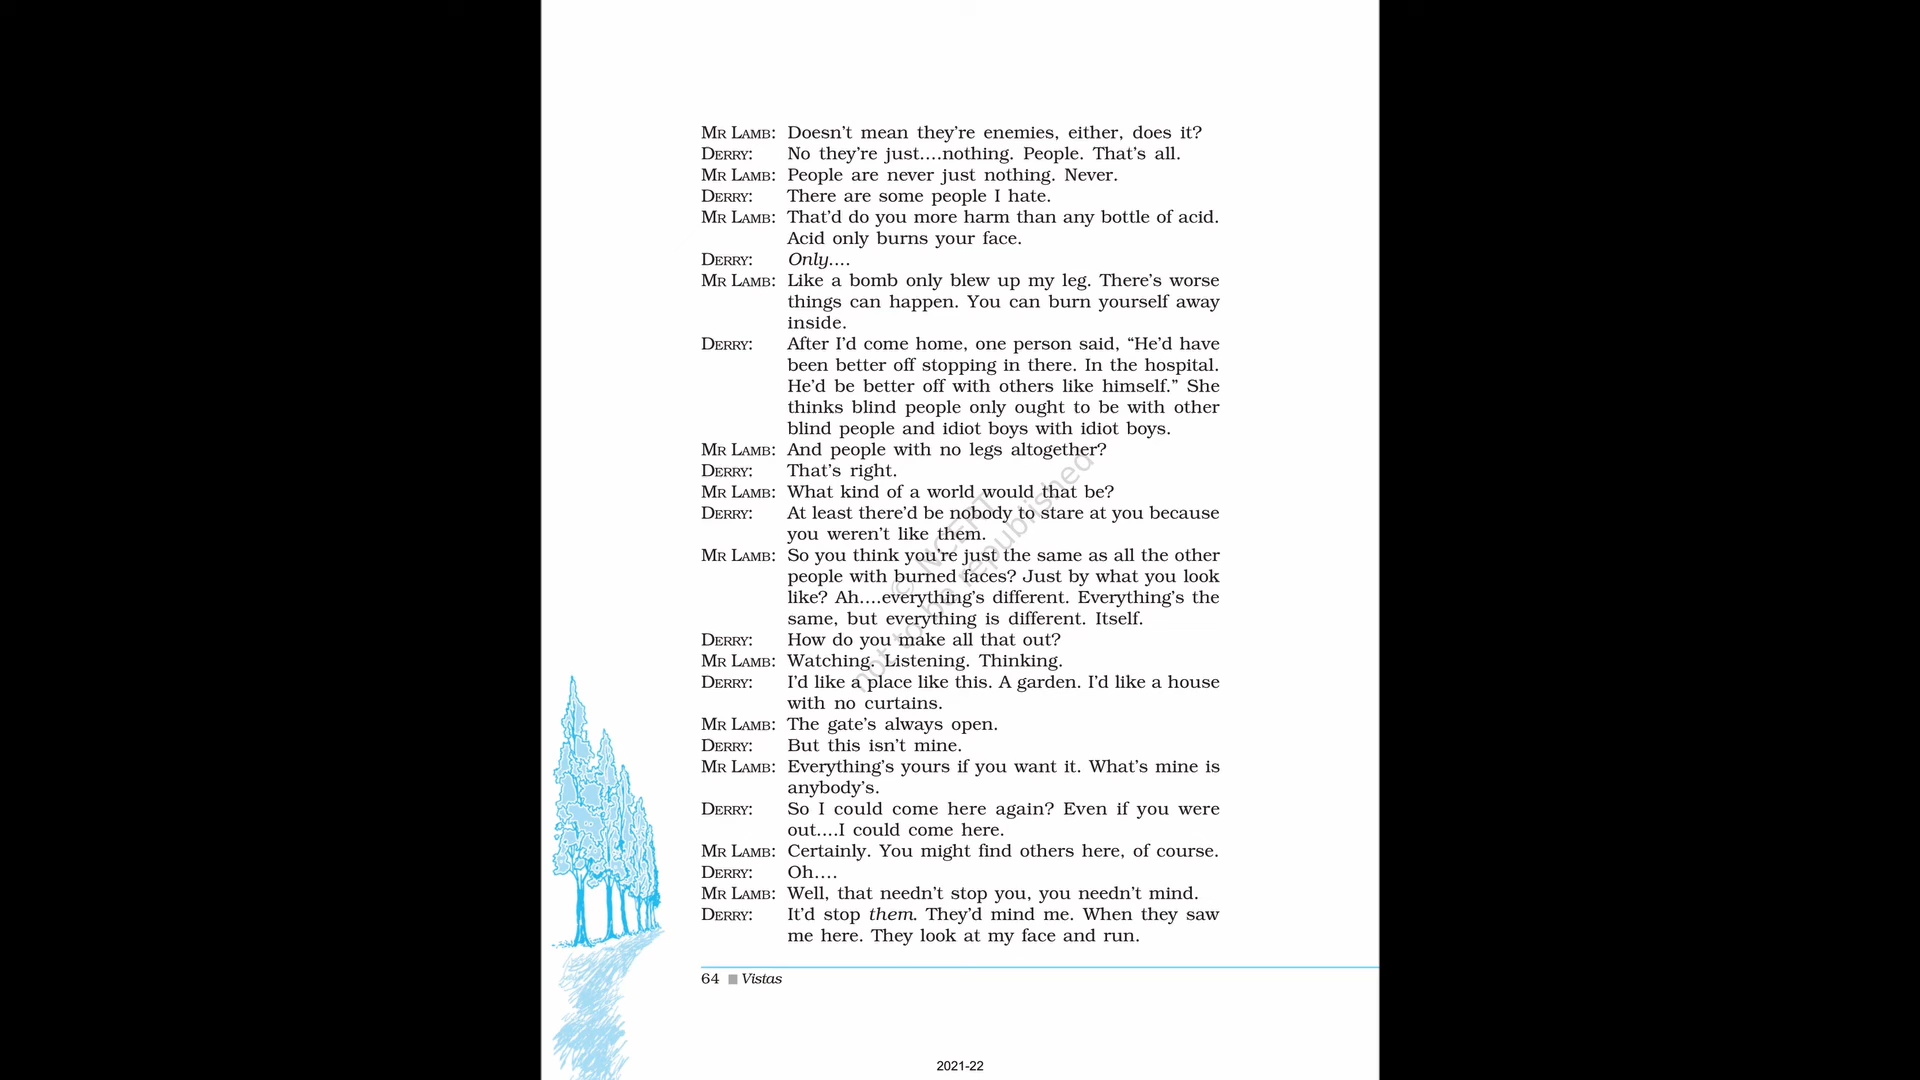 MR LAMB: Doesn't mean they're enemies, either, does it?
DERRY: No they're just....nothing. People. That's all.
MR LAMB: People are never just nothing. Never.
DERRY: There are some people I hate.
MR LAMB: That'd do you more harm than any bottle of acid.
Acid only burns your face.
DERRY: Only....
MR LAMB: Like a bomb only blew up my leg. There's worse
things can happen. You can burn yourself away
inside.
DERRY: After I'd come home, one person said, “He'd have
been better off stopping in there. In the hospital.
He'd be better off with others like himself.” She
thinks blind people only ought to be with other
blind people and idiot boys with idiot boys.
MR LAMB: And people with no legs altogether?
DERRY: That's right.
MR LAMB: What kind of a world would that be?
DERRY: At least there'd be nobody to stare at you because
you weren't like them.
MR LAMB: So you think you're just the same as all the other
people with burned faces? Just by what you look
like? Ah....everything's different. Everything's the
same, but everything is different. Itself.
DERRY: How do you make all that out?
MR LAMB: Watching. Listening. Thinking.
DERRY: I'd like a place like this. A garden. I'd like a house
with no curtains.
MR LAMB: The gate's always open.
DERRY: But this isn't mine.
MR LAMB: Everything's yours if you want it. What's mine is
anybody's.
DERRY: So I could come here again? Even if you were
out....I could come here.
MR LAMB: Certainly. You might find others here, of course.
DERRY: Oh....
MR LAMB: Well, that needn't stop you, you needn't mind.
DERRY: It'd stop them. They'd mind me. When they saw
me here. They look at my face and run.
© NCERT
not to be republished
64 ■ Vistas
2021-22